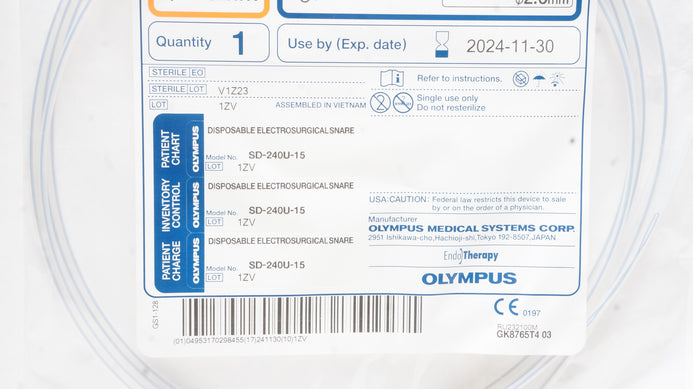 Quantity 1
Use by (Exp. date) 2024-11-30
STERILE EO
STERILE LOT V1Z23
LOT 1ZV
ASSEMBLED IN VIETNAM
Refer to instructions.
Single use only
Do not resterilize
PATIENT CHART
OLYMPUS
DISPOSABLE ELECTROSURGICAL SNARE
Model No. SD-240U-15
LOT 1ZV
INVENTORY CONTROL
OLYMPUS
DISPOSABLE ELECTROSURGICAL SNARE
Model No. SD-240U-15
LOT 1ZV
PATIENT CHARGE
OLYMPUS
DISPOSABLE ELECTROSURGICAL SNARE
Model No. SD-240U-15
LOT 1ZV
USA:CAUTION: Federal law restricts this device to sale
by or on the order of a physician.
Manufacturer
OLYMPUS MEDICAL SYSTEMS CORP.
2951 Ishikawa-cho,Hachioji-shi,Tokyo 192-8507,JAPAN
EndoTherapy
OLYMPUS
GS1-128
(01)04953170298455(17)241130(10)1ZV
CE 0197
RU232100M
GK8765T4 03